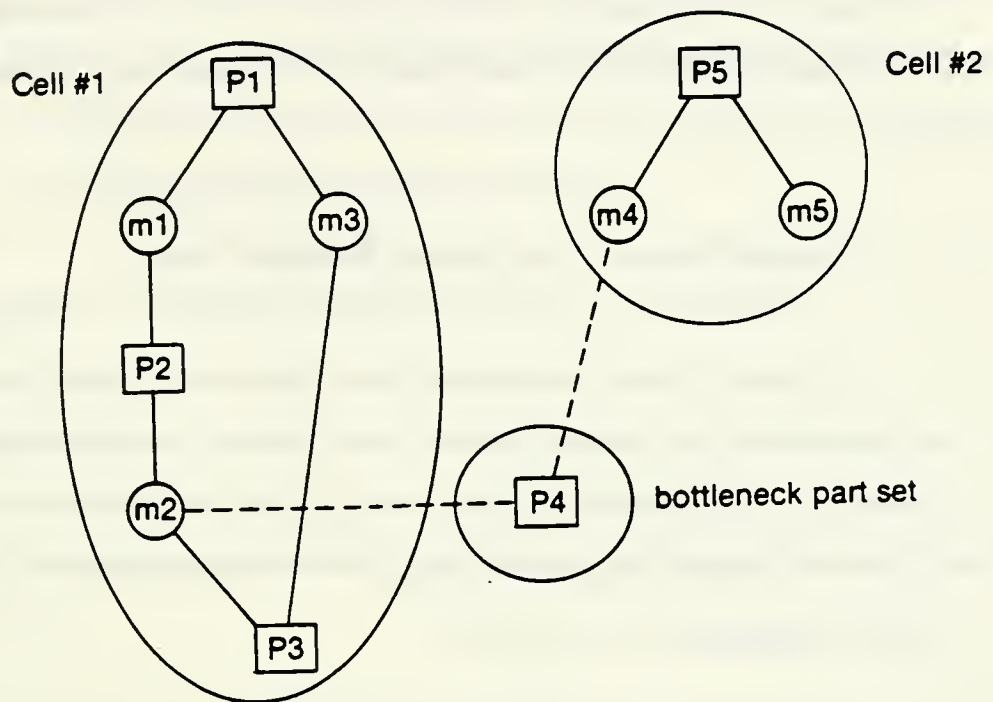 Cell #1
P1
P5
Cell #2
m1
m3
m4
m5
P2
m2
P4
bottleneck part set
P3